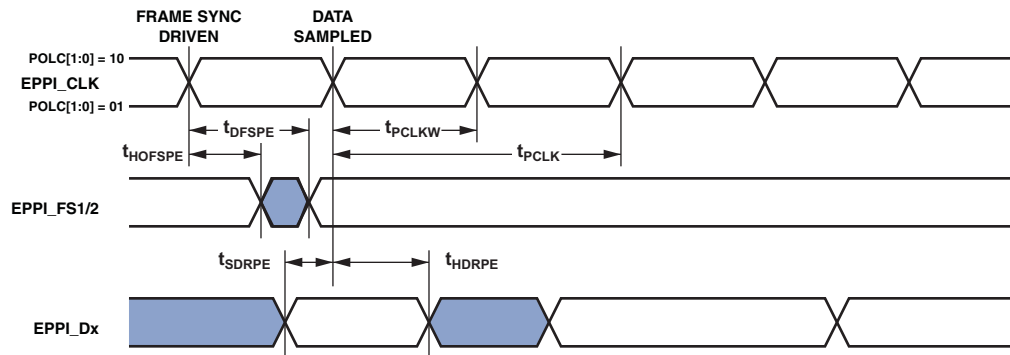 FRAME SYNC
DRIVEN
DATA
SAMPLED
POLC[1:0] = 10
EPPI_CLK
POLC[1:0] = 01
tDFSPE
tPCLKW
tHOFSPE
tPCLK
EPPI_FS1/2
tSDRPE
tHDRPE
EPPI_Dx